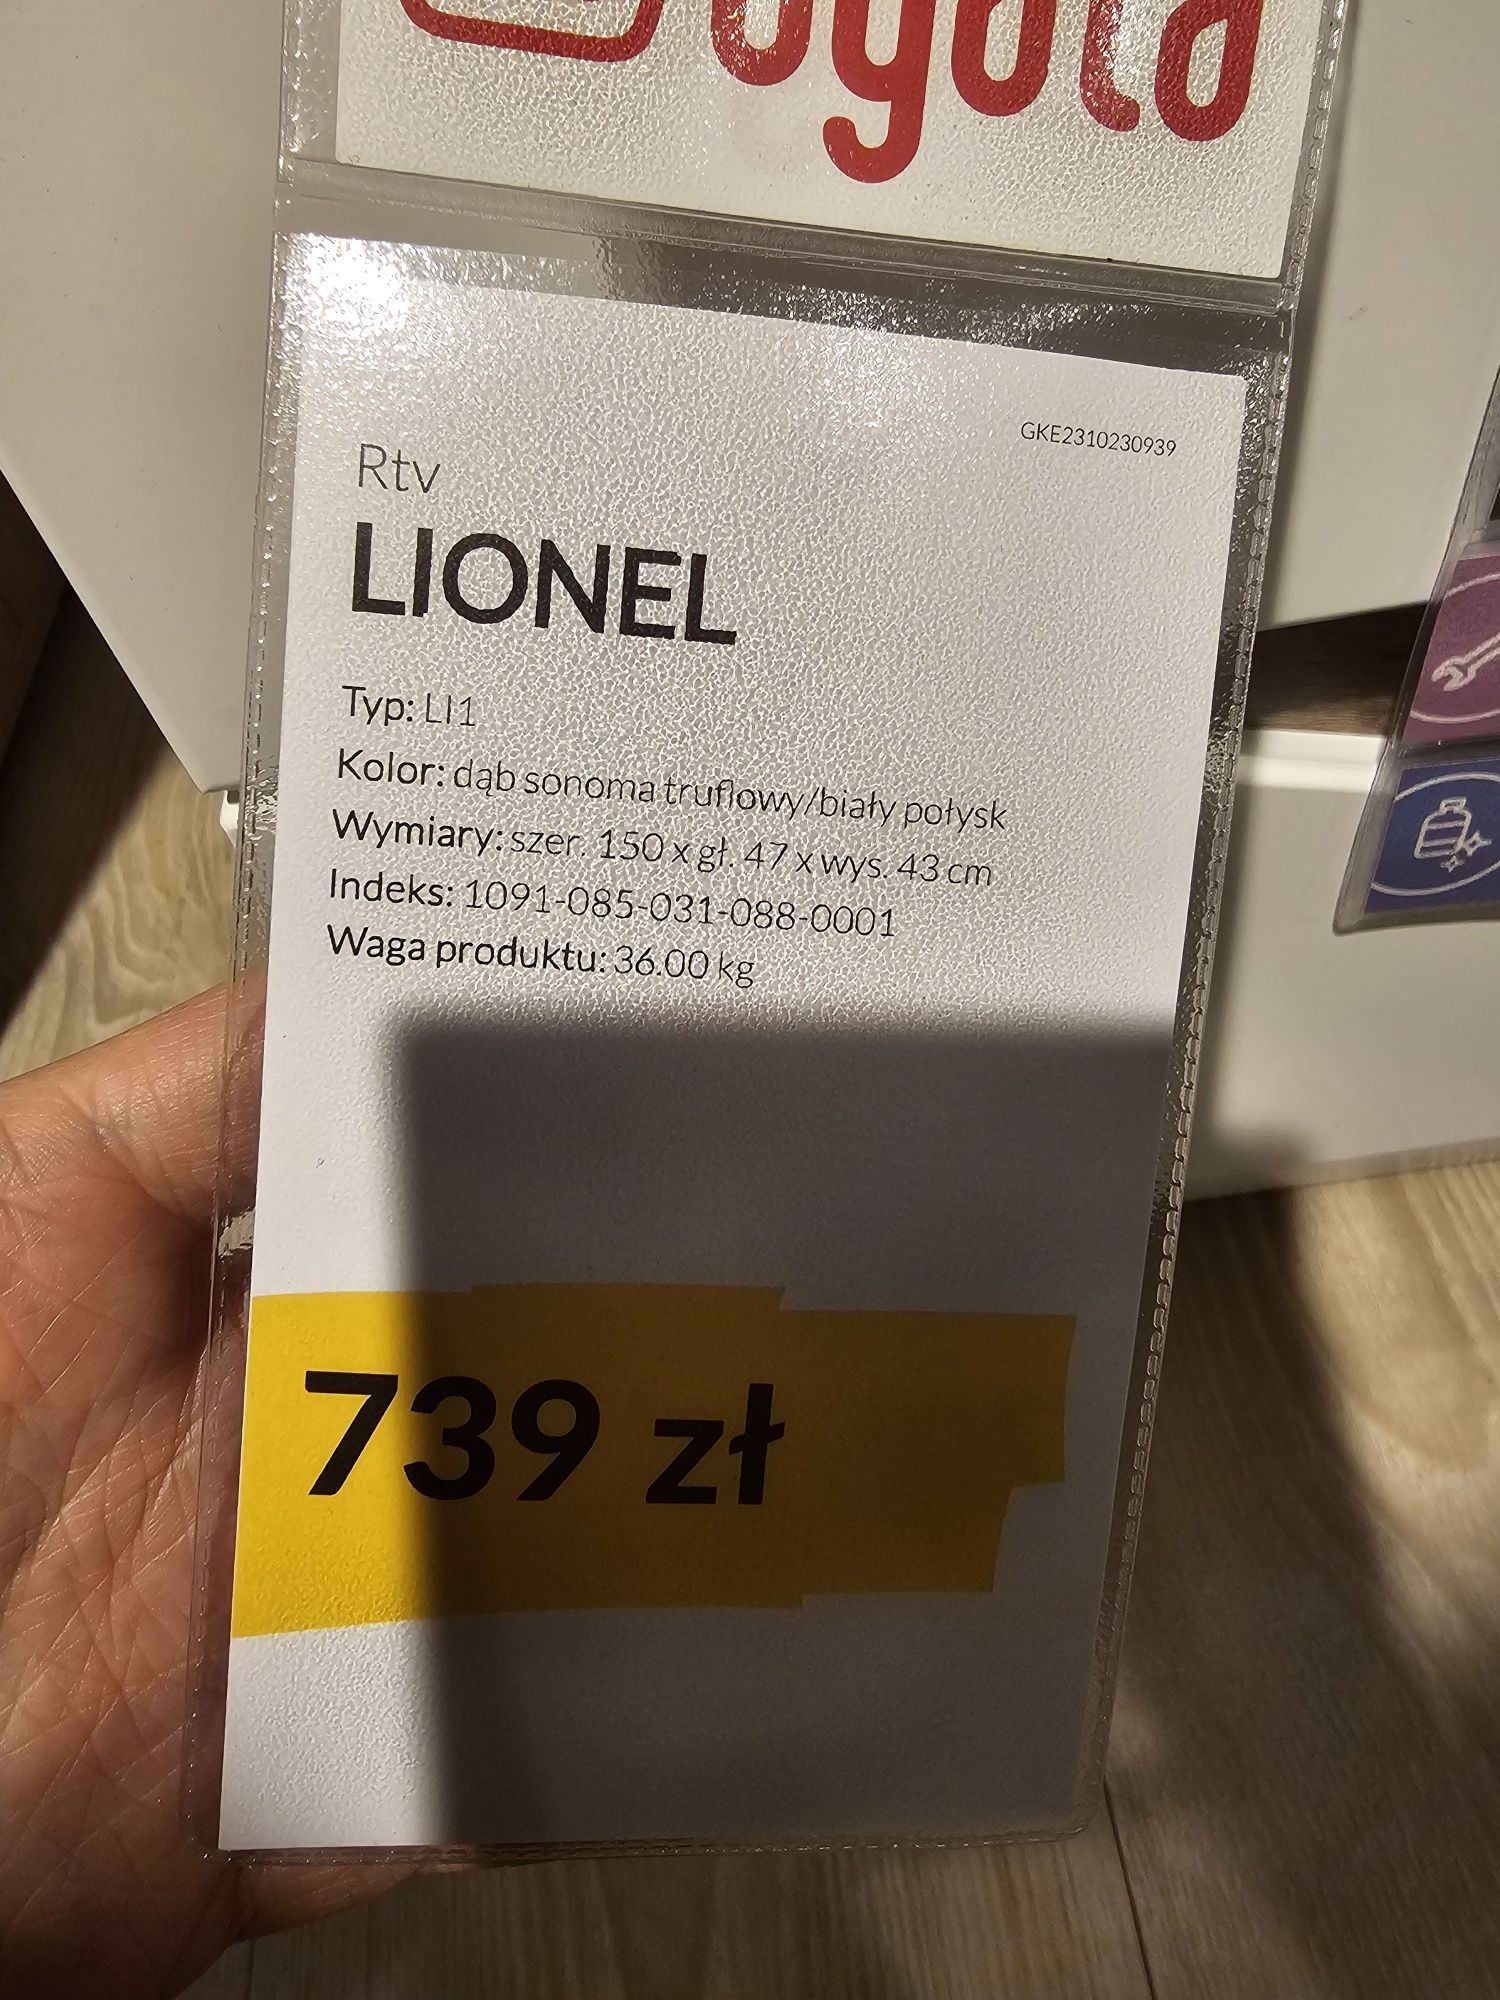 GKE2310230939
Rtv
LIONEL
Typ: LI1
Kolor: dąb sonoma truflowy/biały połysk
Wymiary: szer. 150 x gł. 47 x wys. 43 cm
Indeks: 1091-085-031-088-0001
Waga produktu: 36.00 kg
739 zł